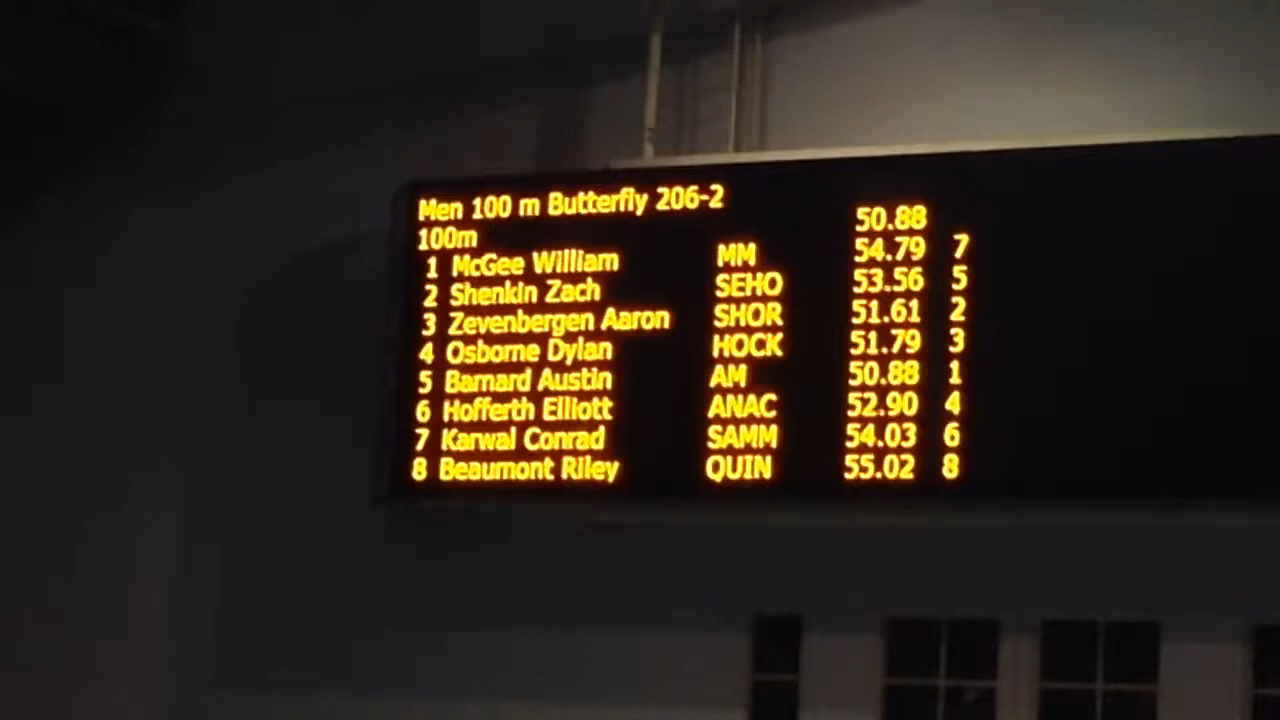 Men 100 m Butterfly 206-2 50.88
100m
1 McGee William MM 54.79 7
2 Shenkin Zach SEHO 53.56 5
3 Zevenbergen Aaron SHOR 51.61 2
4 Osborne Dylan HOCK 51.79 3
5 Barnard Austin AM 50.88 1
6 Hofferth Elliott ANAC 52.90 4
7 Karwal Conrad SAMM 54.03 6
8 Beaumont Riley QUIN 55.02 8